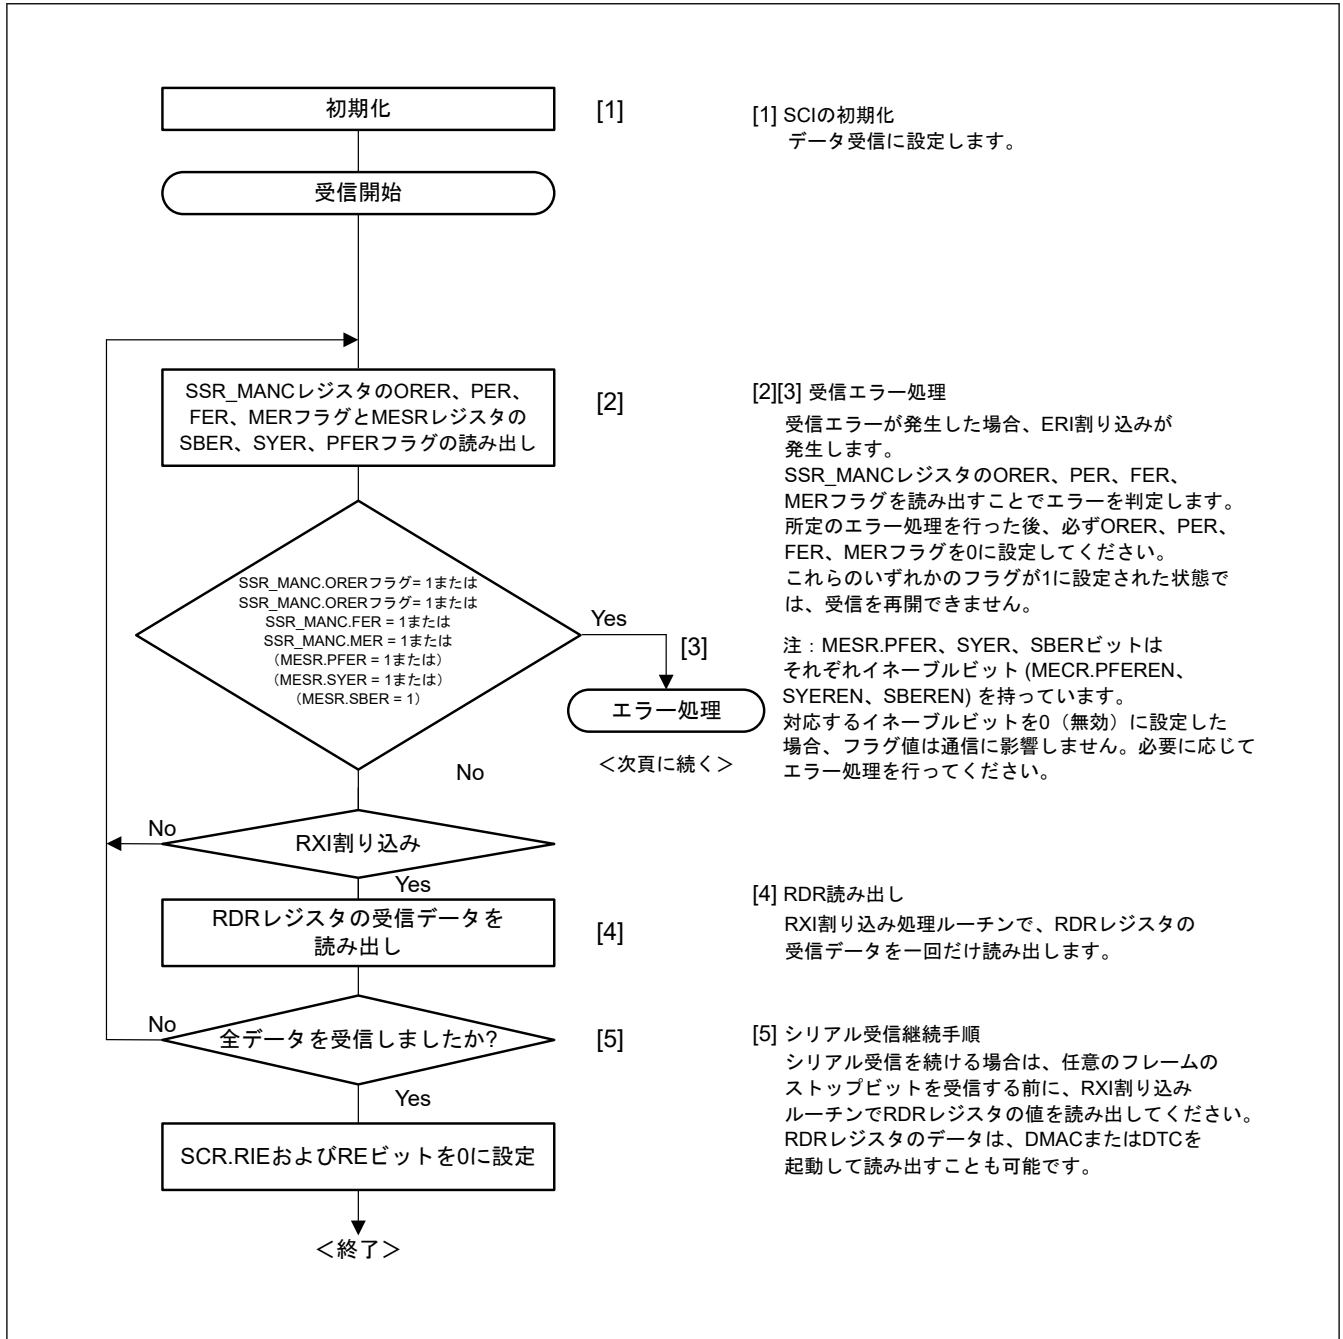 初期化
[1]
[1] SCIの初期化
データ受信に設定します。
受信開始
SSR_MANCレジスタのORER、PER、
FER、MERフラグとMESRレジスタの
SBER、SYER、PFERフラグの読み出し
[2]
[2][3] 受信エラー処理
受信エラーが発生した場合、ERI割り込みが
発生します。
SSR_MANCレジスタのORER、PER、FER、
MERフラグを読み出すことでエラーを判定します。
所定のエラー処理を行った後、必ずORER、PER、
FER、MERフラグを0に設定してください。
これらのいずれかのフラグが1に設定された状態で
は、受信を再開できません。
注：MESR.PFER、SYER、SBERビットは
それぞれイネーブルビット (MECR.PFEREN、
SYEREN、SBEREN) を持っています。
対応するイネーブルビットを0（無効）に設定した
場合、フラグ値は通信に影響しません。必要に応じて
エラー処理を行ってください。
SSR_MANC.ORERフラグ= 1または
SSR_MANC.ORERフラグ= 1または
SSR_MANC.FER = 1または
SSR_MANC.MER = 1または
（MESR.PFER = 1または）
（MESR.SYER = 1または）
（MESR.SBER = 1）
Yes
[3]
エラー処理
＜次頁に続く＞
No
RXI割り込み
No
Yes
RDRレジスタの受信データを
読み出し
[4]
[4] RDR読み出し
RXI割り込み処理ルーチンで、RDRレジスタの
受信データを一回だけ読み出します。
No
全データを受信しましたか?
[5]
[5] シリアル受信継続手順
シリアル受信を続ける場合は、任意のフレームの
ストップビットを受信する前に、RXI割り込み
ルーチンでRDRレジスタの値を読み出してください。
RDRレジスタのデータは、DMACまたはDTCを
起動して読み出すことも可能です。
Yes
SCR.RIEおよびREビットを0に設定
＜終了＞